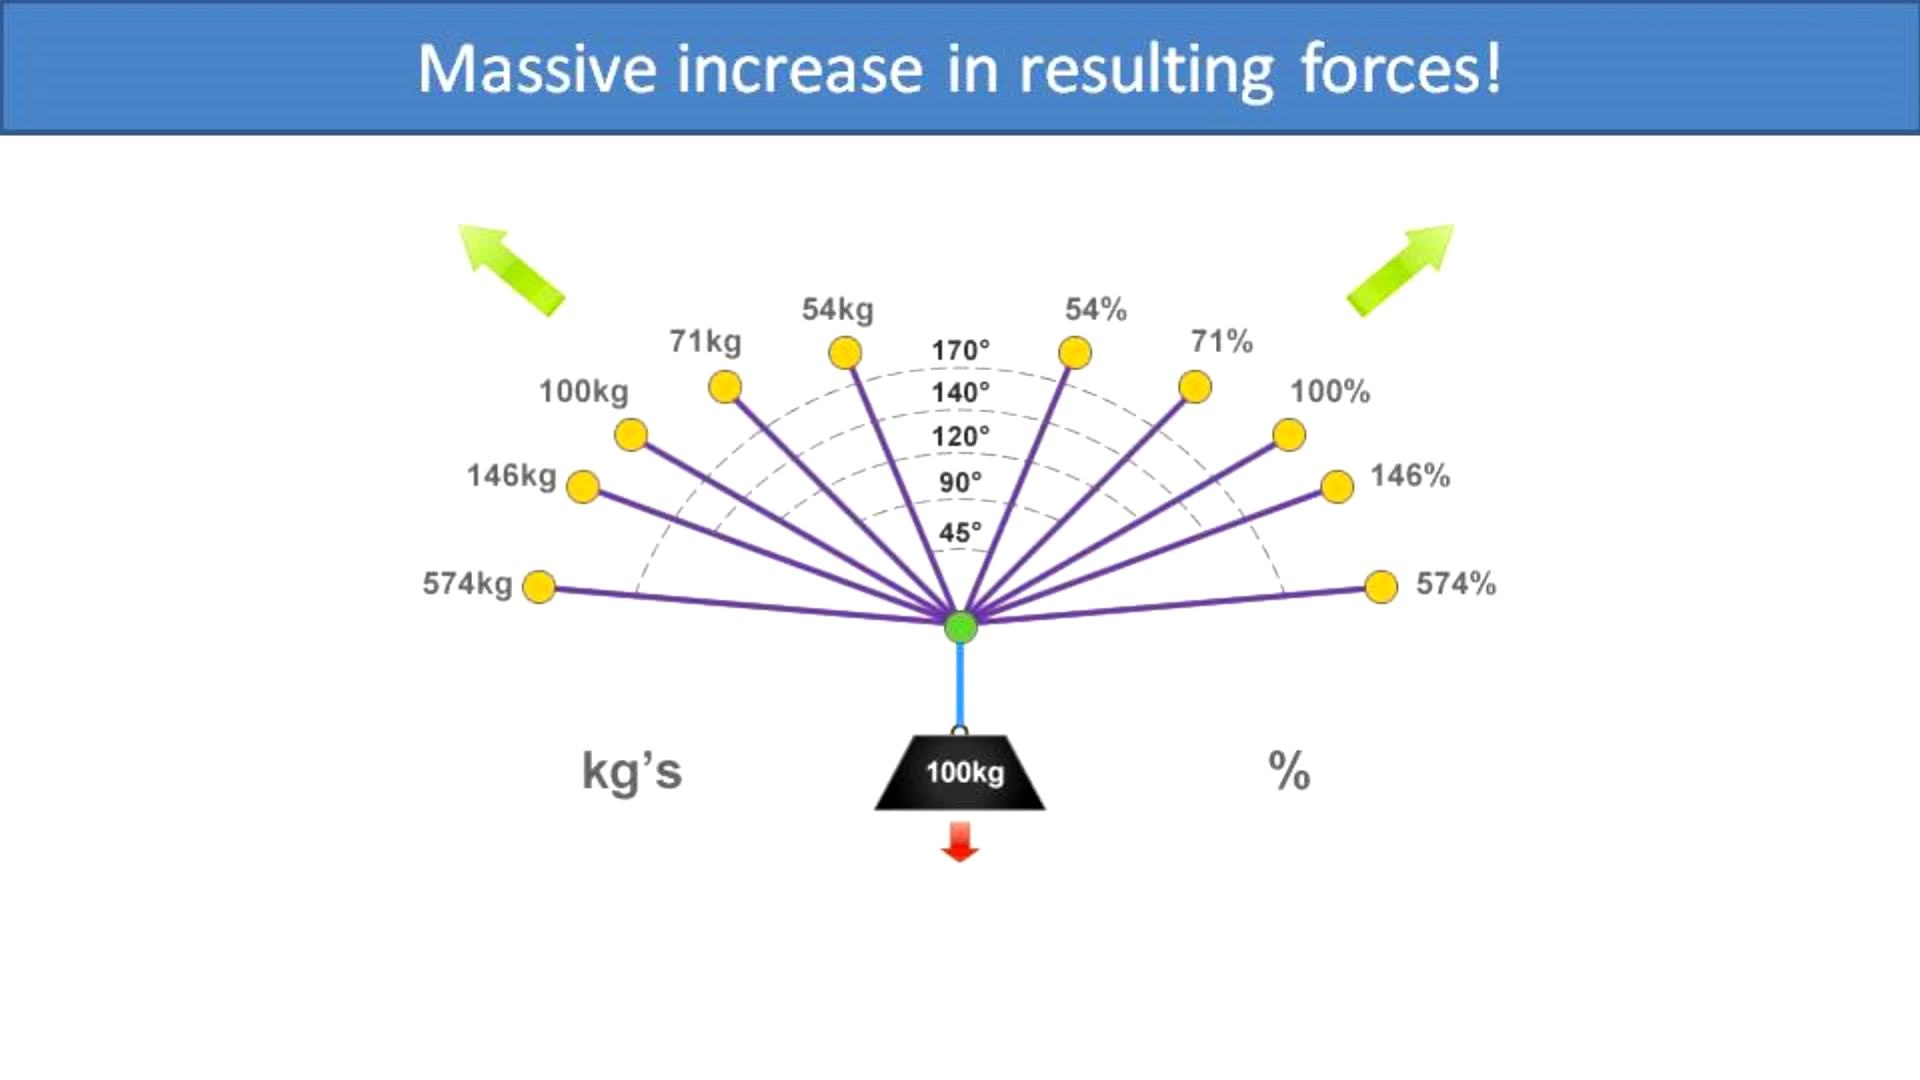 Massive increase in resulting forces!
54kg
54%
71kg
71%
170°
100kg
140°
100%
120°
146kg
90°
146%
45°
574kg
574%
kg’s
100kg
%